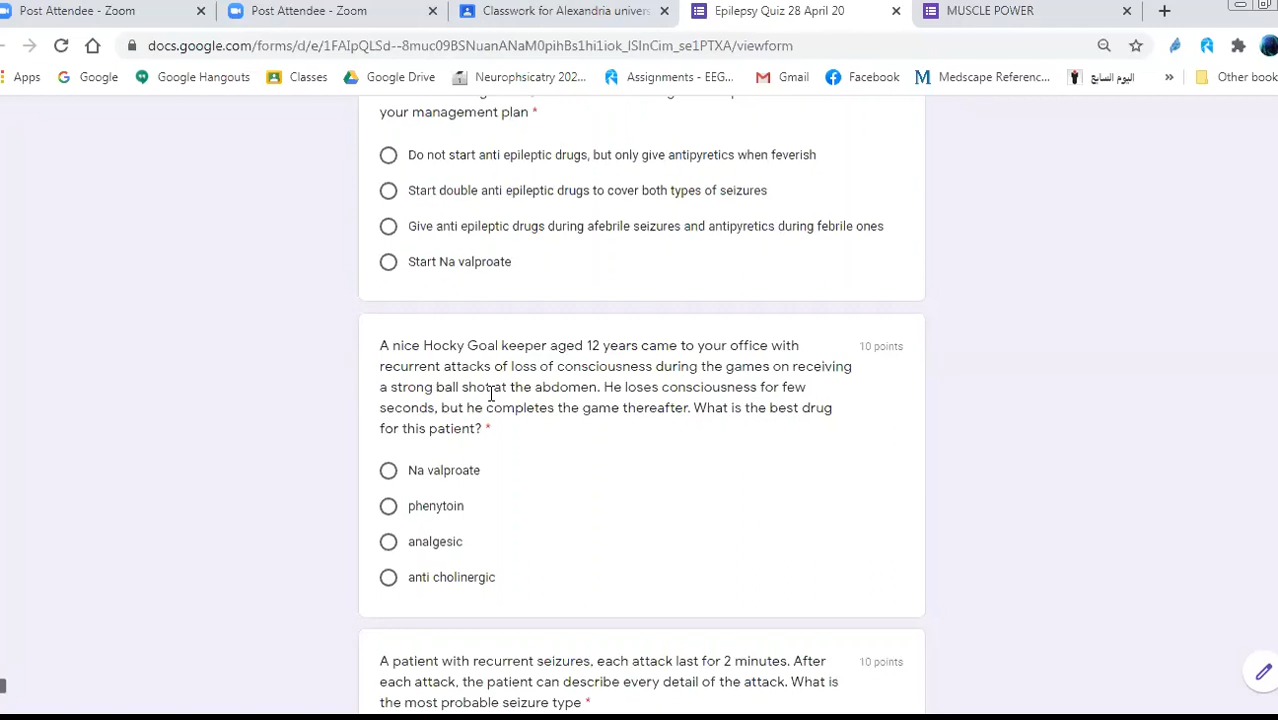 Post Attendee - Zoom
Post Attendee - Zoom
Classwork for Alexandria univers
Epilepsy Quiz 28 April 20
MUSCLE POWER
docs.google.com/forms/d/e/1FAIpQLSd--8muc09BSNuanANaM0pihBs1hi1iok_lSlnCim_se1PTXA/viewform
Apps
Google
Google Hangouts
Classes
Google Drive
Neurophsicatry 202...
Assignments - EEG...
Gmail
Facebook
Medscape Referenc...
اليوم السابع
Other book
your management plan *
Do not start anti epileptic drugs, but only give antipyretics when feverish
Start double anti epileptic drugs to cover both types of seizures
Give anti epileptic drugs during afebrile seizures and antipyretics during febrile ones
Start Na valproate
A nice Hocky Goal keeper aged 12 years came to your office with
10 points
recurrent attacks of loss of consciousness during the games on receiving
a strong ball shot at the abdomen. He loses consciousness for few
seconds, but he completes the game thereafter. What is the best drug
for this patient? *
Na valproate
phenytoin
analgesic
anti cholinergic
A patient with recurrent seizures, each attack last for 2 minutes. After
10 points
each attack, the patient can describe every detail of the attack. What is
the most probable seizure type *